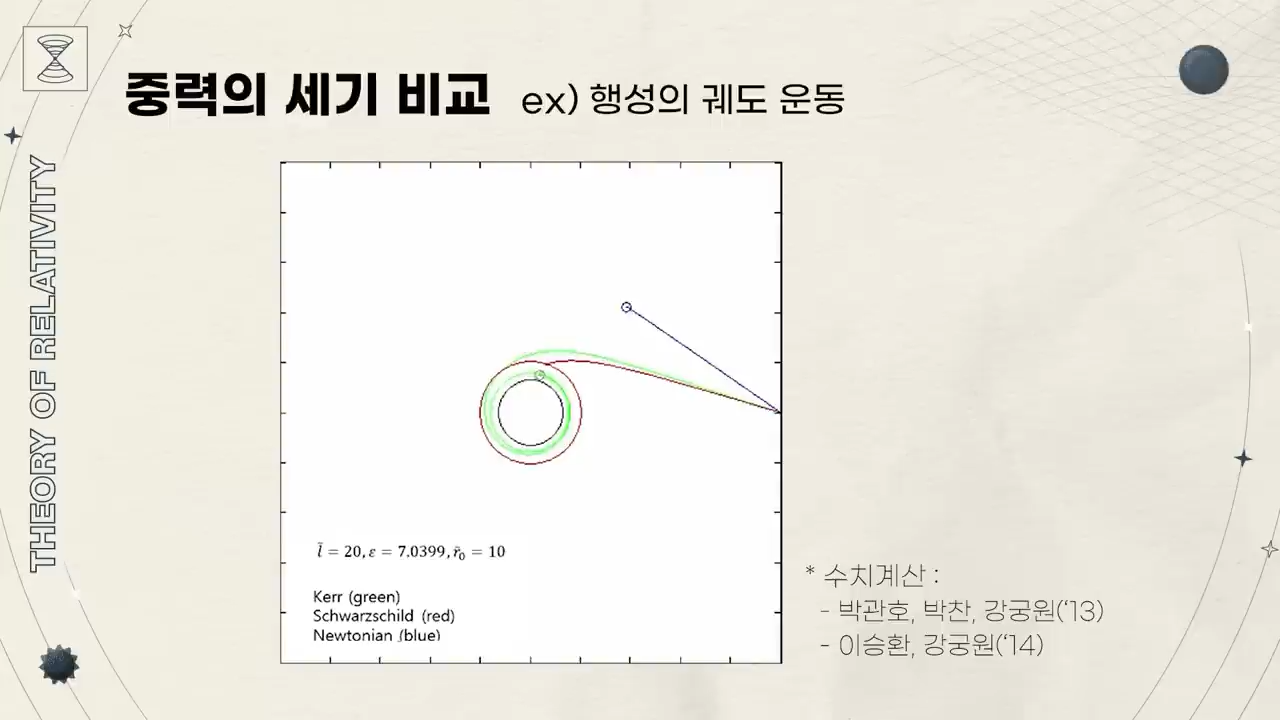 중력의 세기 비교 ex) 행성의 궤도 운동
THEORY OF RELATIVITY
l̄ = 20, ε = 7.0399, r̄₀ = 10
Kerr (green)
Schwarzschild (red)
Newtonian (blue)
* 수치계산 :
- 박관호, 박찬, 강궁원(‘13)
- 이승환, 강궁원(‘14)